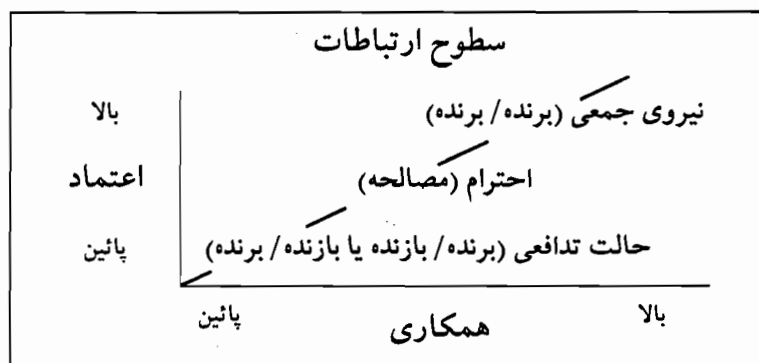 سطوح ارتباطات
بالا
نیروی جمعی (برنده/ برنده)
اعتماد
احترام (مصالحه)
پائین
حالت تدافعی (برنده/ بازنده یا بازنده/ برنده)
پائین
همکاری
بالا